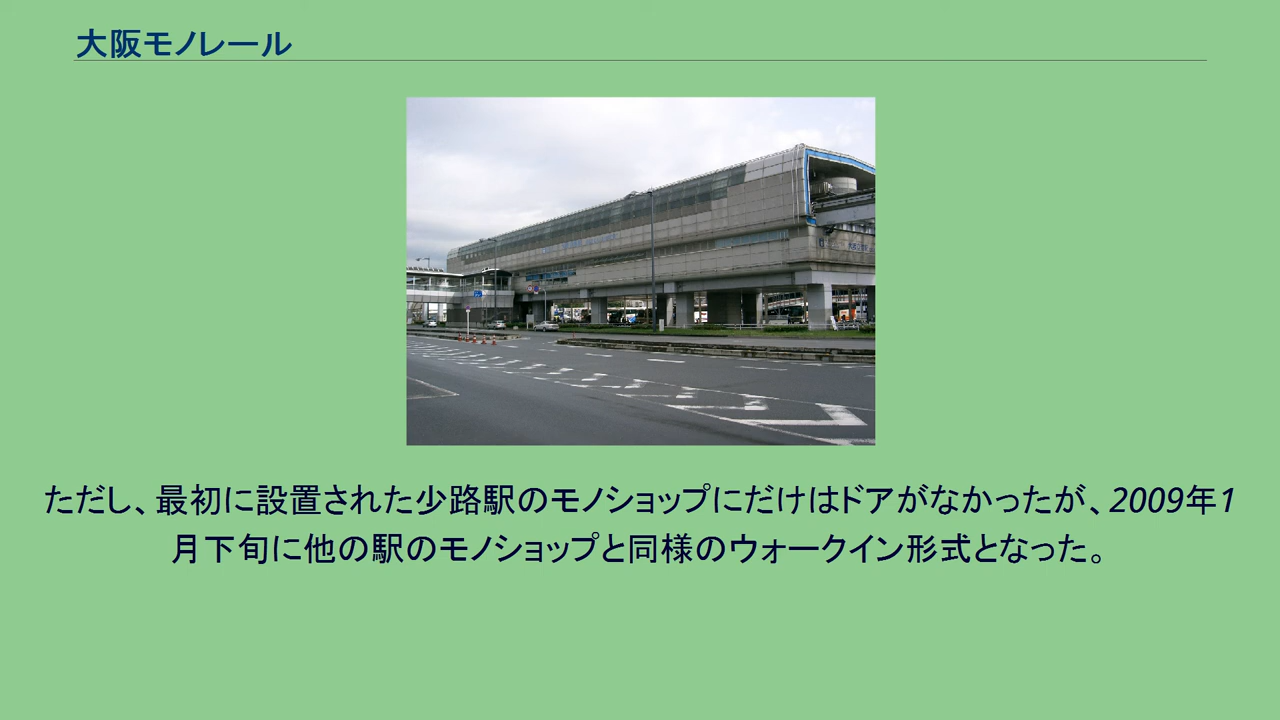 大阪モノレール
ただし、最初に設置された少路駅のモノショップにだけはドアがなかったが、2009年1
月下旬に他の駅のモノショップと同様のウォークイン形式となった。